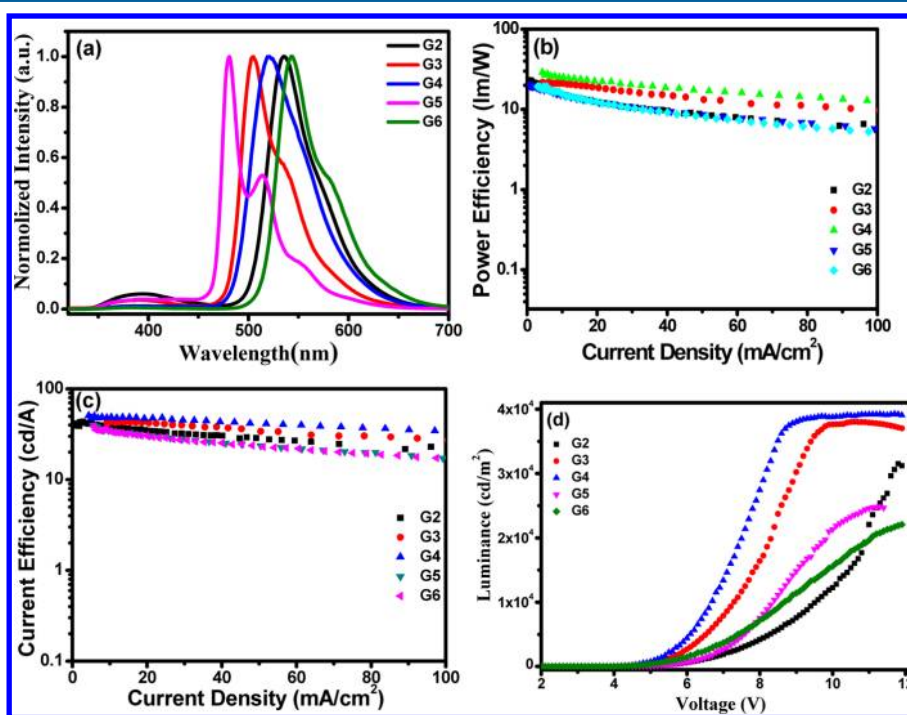 (a)
G2
G3
G4
G5
G6
Normolized Intensity (a.u.)
1.0
0.8
0.6
0.4
0.2
0.0
400 500 600 700
Wavelength(nm)
(b)
Power Efficiency (lm/W)
100
10
1
0.1
G2
G3
G4
G5
G6
0 20 40 60 80 100
Current Density (mA/cm²)
(c)
Current Efficiency (cd/A)
100
10
1
0.1
G2
G3
G4
G5
G6
0 20 40 60 80 100
Current Density (mA/cm²)
(d)
Luminance (cd/m²)
4x10⁴
3x10⁴
2x10⁴
1x10⁴
0
G2
G3
G4
G5
G6
2 4 6 8 10 12
Voltage (V)